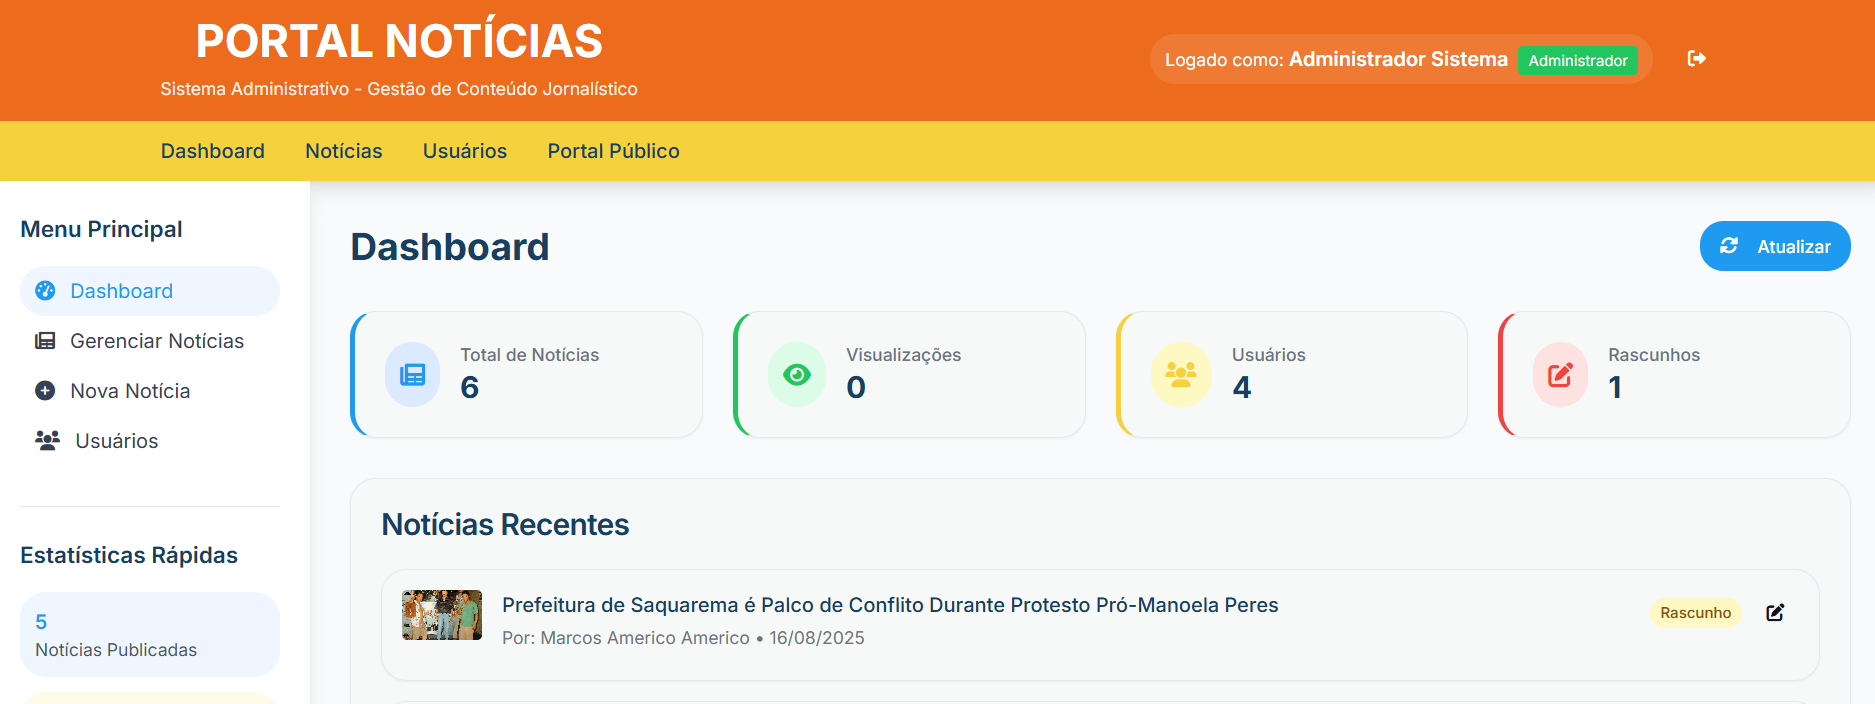 PORTAL NOTÍCIAS
Sistema Administrativo - Gestão de Conteúdo Jornalístico
Logado como: Administrador Sistema Administrador
Dashboard Notícias Usuários Portal Público
Menu Principal
Dashboard
Gerenciar Notícias
Nova Notícia
Usuários
Estatísticas Rápidas
5
Notícias Publicadas
Dashboard
Atualizar
Total de Notícias
6
Visualizações
0
Usuários
4
Rascunhos
1
Notícias Recentes
Prefeitura de Saquarema é Palco de Conflito Durante Protesto Pró-Manoela Peres
Por: Marcos Americo Americo • 16/08/2025
Rascunho